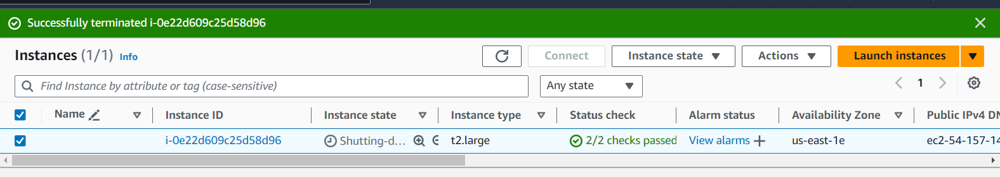 Successfully terminated i-0e22d609c25d58d96
Instances (1/1) Info
Connect
Instance state
Actions
Launch instances
Find Instance by attribute or tag (case-sensitive)
Any state
1
Name Instance ID Instance state Instance type Status check Alarm status Availability Zone Public IPv4 DN
i-0e22d609c25d58d96 Shutting-d... t2.large 2/2 checks passed View alarms + us-east-1e ec2-54-157-14